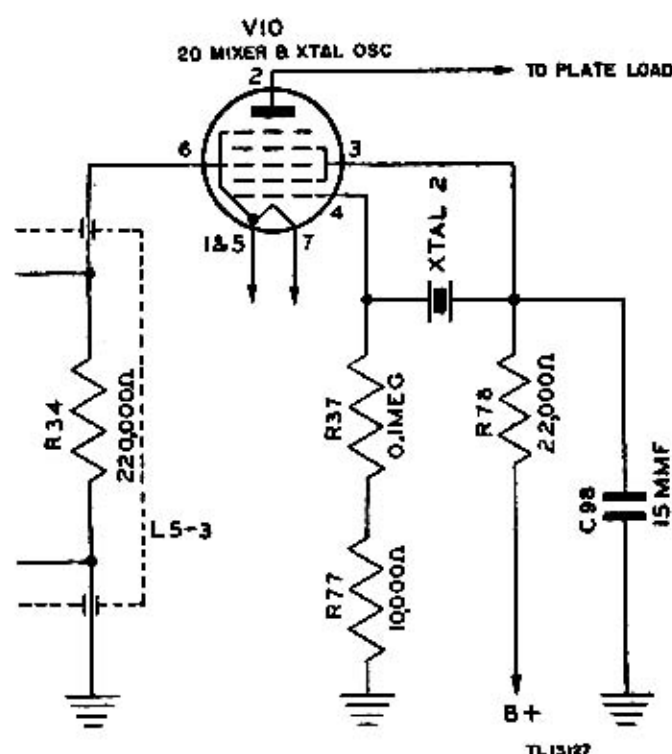 V10
20 MIXER & XTAL OSC
2
TO PLATE LOAD
6
3
4
1&5
7
XTAL 2
R34
220,000Ω
R37
0.1MEG
R78
22,000Ω
C98
15 MMF
L5-3
R77
10,000Ω
B+
TL13127